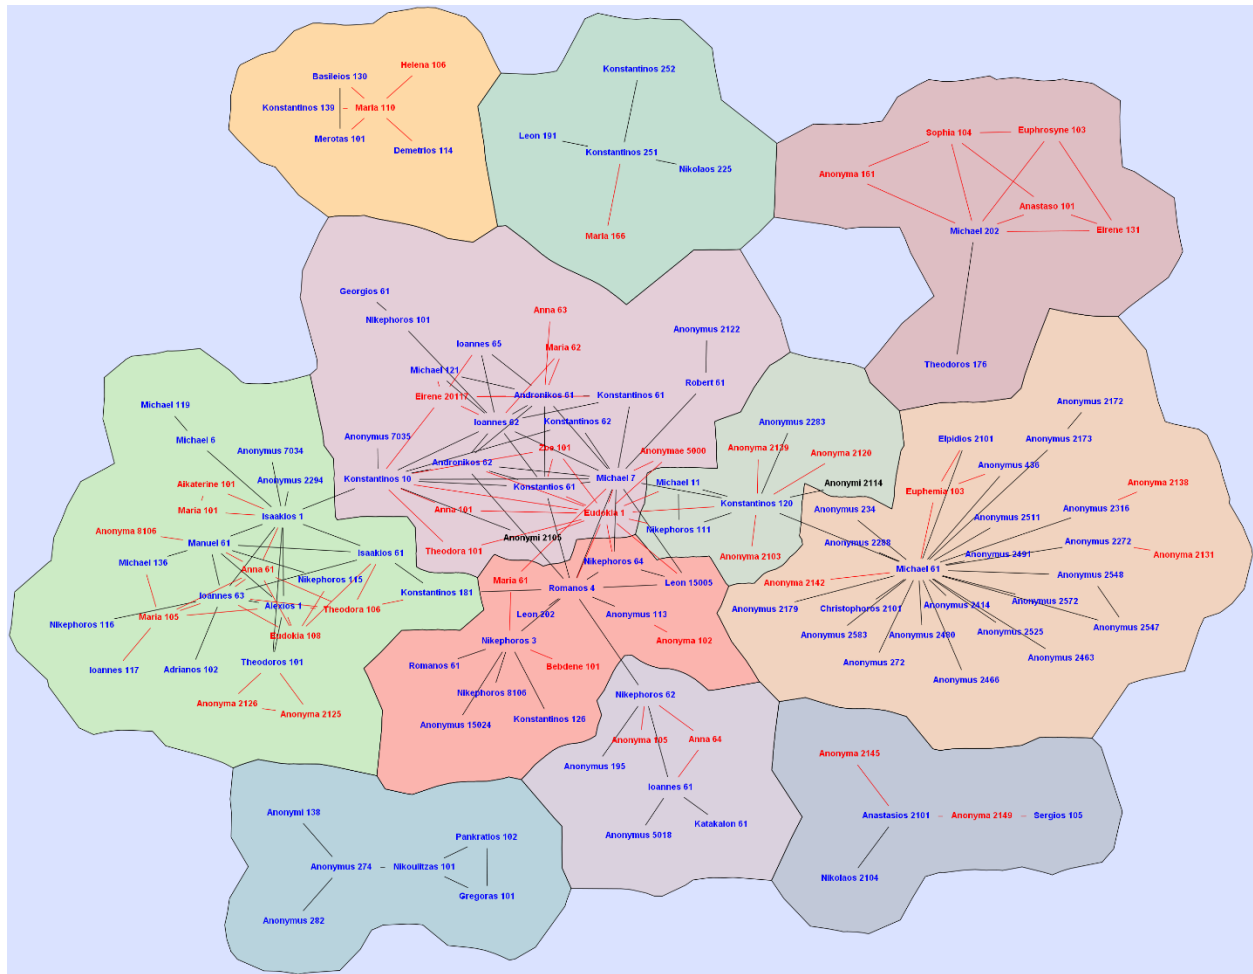 Basileios 130
Helena 106
Konstantinos 139
Maria 110
Merotas 101
Demetrios 114
Konstantinos 252
Leon 191
Konstantinos 251
Nikolaos 225
Maria 166
Sophia 104
Euphrosyne 103
Anonyma 161
Anastaso 101
Michael 202
Eirene 131
Theodoros 176
Georgios 61
Nikephoros 101
Anna 63
Anonymus 2122
Ioannes 65
Maria 62
Michael 121
Robert 61
Eirene 20117
Andronikos 61
Konstantinos 61
Ioannes 62
Konstantinos 62
Anonymus 7035
Zoa 101
Anonymae 5000
Andronikos 62
Konstantinos 10
Michael 7
Konstantios 61
Anna 101
Eudokia 1
Anonymi 2105
Theodora 101
Michael 119
Michael 6
Anonymus 7034
Anonymus 2294
Aikaterine 101
Maria 101
Isaakios 1
Anonyma 8106
Manuel 61
Isaakios 61
Michael 136
Anna 61
Nikephoros 115
Ioannes 63
Alexios 1
Theodora 106
Konstantinos 181
Nikephoros 116
Maria 105
Eudokia 108
Ioannes 117
Adrianos 102
Theodoros 101
Anonyma 2126
Anonyma 2125
Anonymus 2283
Anonyma 2139
Anonyma 2120
Michael 11
Anonymi 2114
Konstantinos 120
Nikephoros 111
Anonyma 2103
Anonymus 2172
Elpidios 2101
Anonymus 2173
Anonymus 436
Euphemia 103
Anonyma 2138
Anonymus 234
Anonymus 2511
Anonymus 2316
Anonymus 2288
Anonymus 2272
Anonymus 2491
Anonyma 2131
Michael 61
Anonymus 2548
Anonyma 2142
Anonymus 2179
Christophoros 2101
Anonymus 2414
Anonymus 2572
Anonymus 2583
Anonymus 2480
Anonymus 2525
Anonymus 2547
Anonymus 272
Anonymus 2463
Anonymus 2466
Maria 61
Nikephoros 64
Romanos 4
Leon 15005
Leon 202
Anonymus 113
Nikephoros 3
Anonyma 102
Romanos 61
Bebdene 101
Nikephoros 8106
Anonymus 15024
Konstantinos 126
Nikephoros 62
Anonyma 105
Anna 64
Anonymus 195
Ioannes 61
Anonymus 5018
Katakalon 61
Anonymi 138
Pankratios 102
Anonymus 274
Nikoulitzas 101
Gregoras 101
Anonymus 282
Anonyma 2145
Anastasios 2101
Anonyma 2149
Sergios 105
Nikolaos 2104